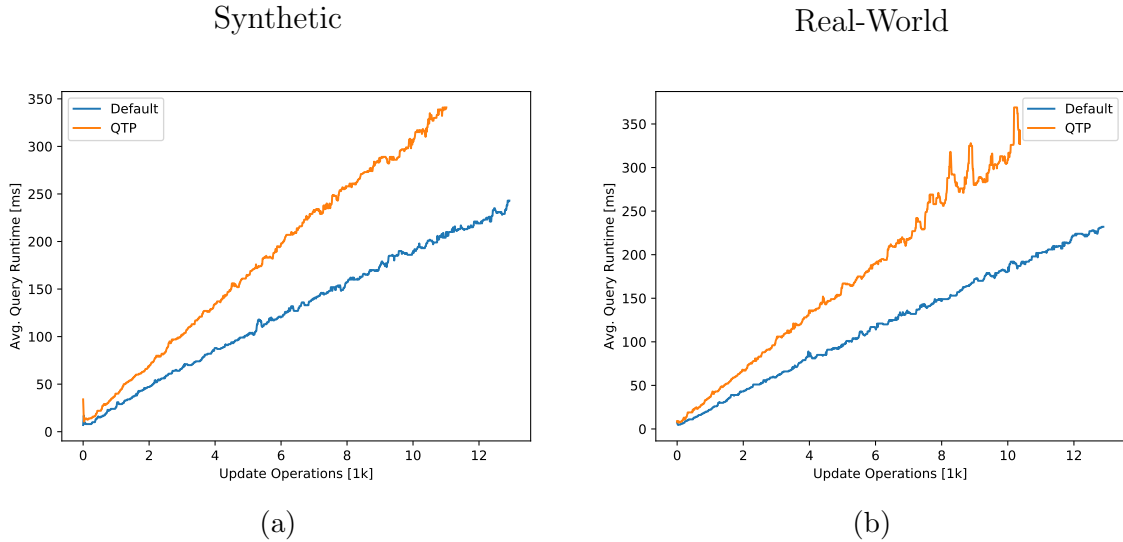 Synthetic
Real-World
350
300
250
200
150
100
50
0
Avg. Query Runtime [ms]
Default
QTP
0 2 4 6 8 10 12
Update Operations [1k]
(a)
350
300
250
200
150
100
50
0
Avg. Query Runtime [ms]
Default
QTP
0 2 4 6 8 10 12
Update Operations [1k]
(b)